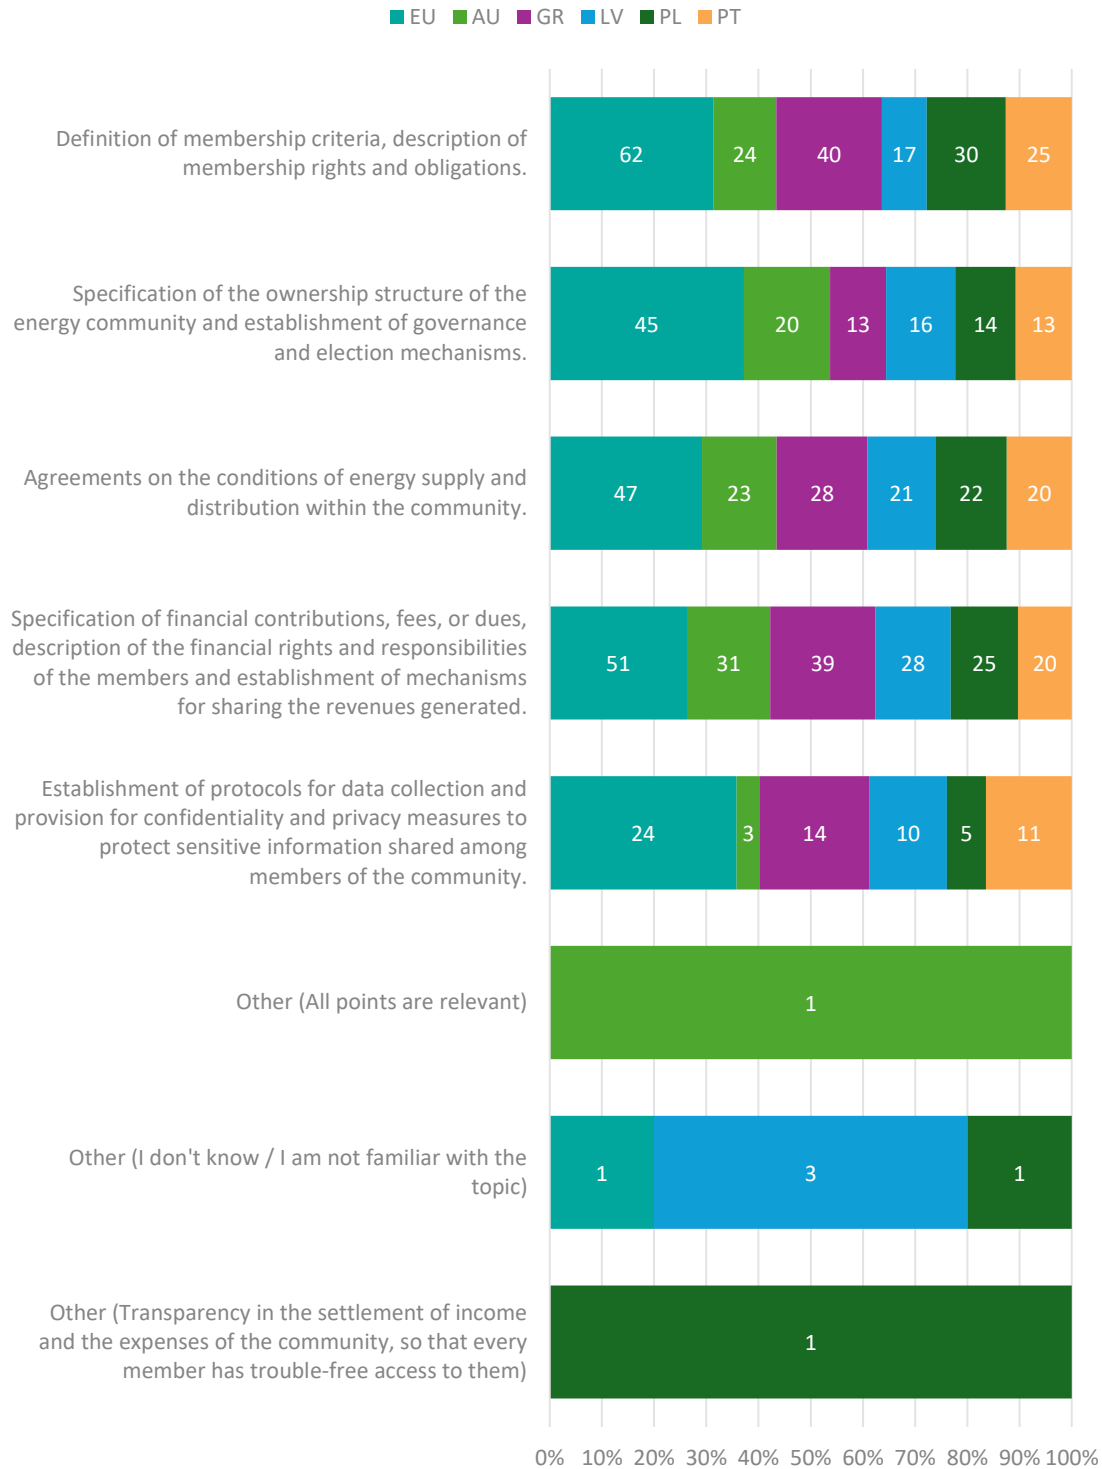 EU AU GR LV PL PT
Definition of membership criteria, description of
membership rights and obligations.
62 24 40 17 30 25
Specification of the ownership structure of the
energy community and establishment of governance
and election mechanisms.
45 20 13 16 14 13
Agreements on the conditions of energy supply and
distribution within the community.
47 23 28 21 22 20
Specification of financial contributions, fees, or dues,
description of the financial rights and responsibilities
of the members and establishment of mechanisms
for sharing the revenues generated.
51 31 39 28 25 20
Establishment of protocols for data collection and
provision for confidentiality and privacy measures to
protect sensitive information shared among
members of the community.
24 3 14 10 5 11
Other (All points are relevant)
1
Other (I don't know / I am not familiar with the
topic)
1 3 1
Other (Transparency in the settlement of income
and the expenses of the community, so that every
member has trouble-free access to them)
1
0% 10% 20% 30% 40% 50% 60% 70% 80% 90% 100%